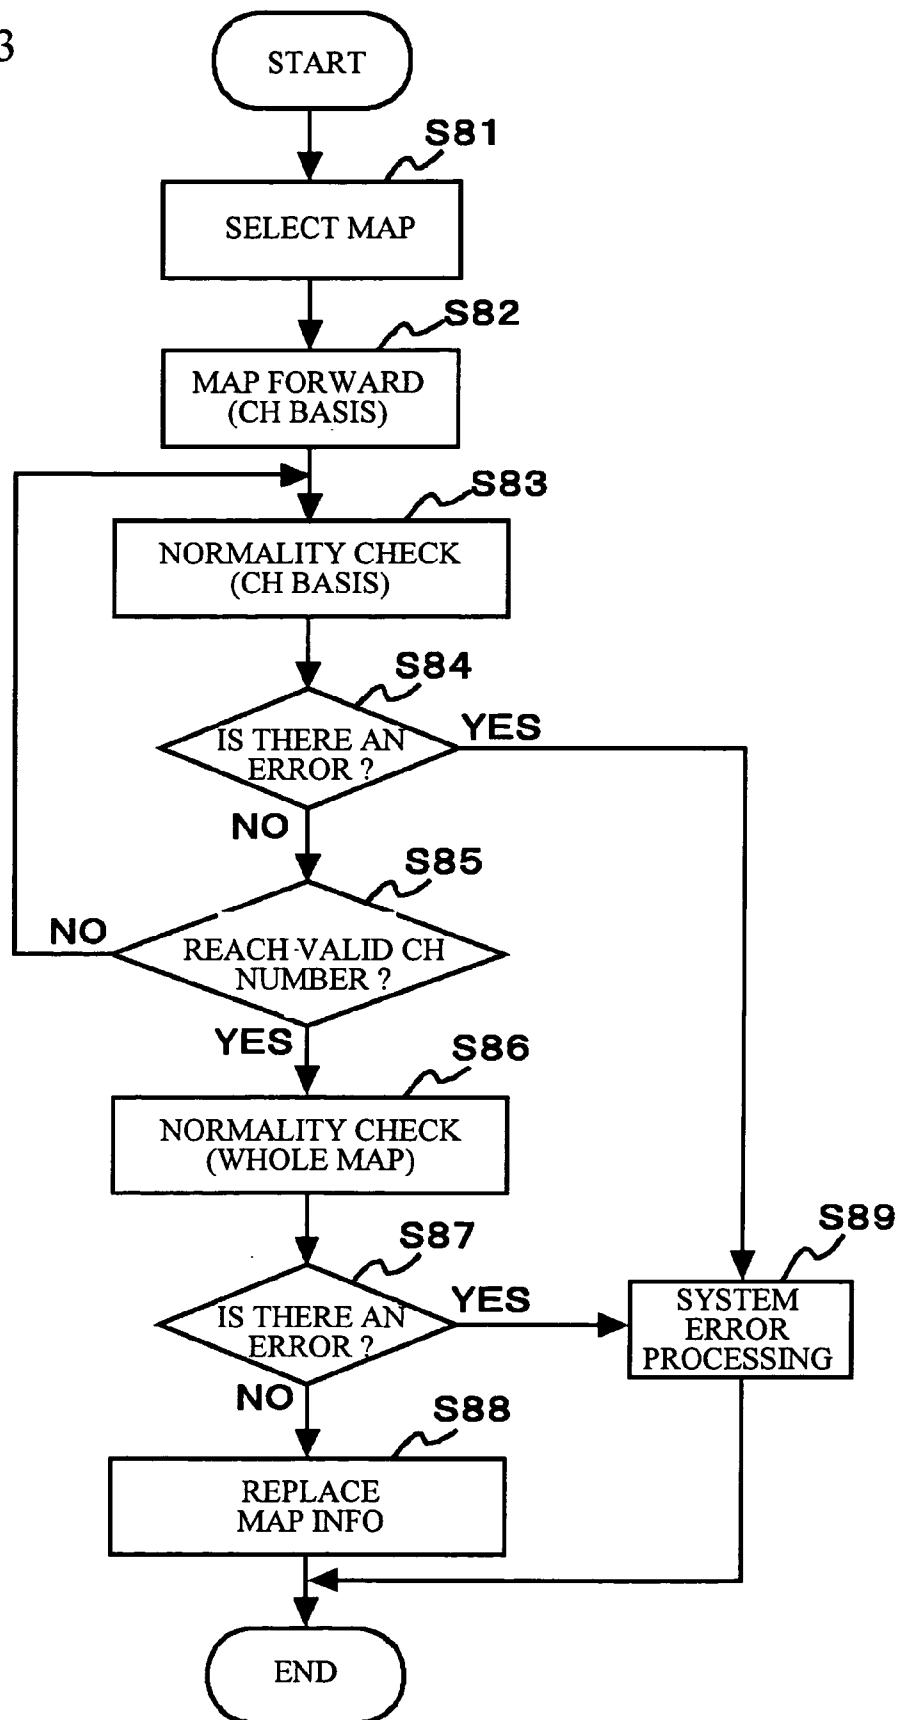 3
START
S81
SELECT MAP
S82
MAP FORWARD
(CH BASIS)
S83
NORMALITY CHECK
(CH BASIS)
S84
IS THERE AN
ERROR ?
YES
NO
S85
REACH VALID CH
NUMBER ?
NO
YES
S86
NORMALITY CHECK
(WHOLE MAP)
S87
IS THERE AN
ERROR ?
YES
S89
SYSTEM
ERROR
PROCESSING
NO
S88
REPLACE
MAP INFO
END